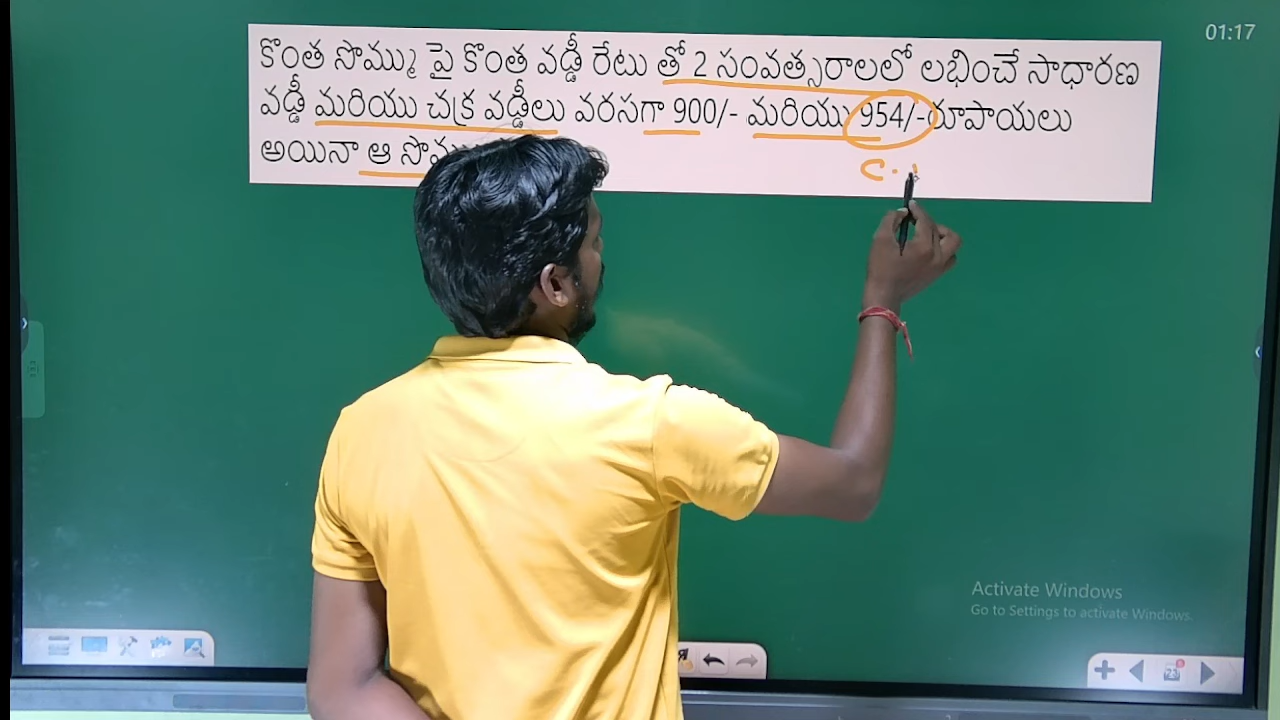 01:17
కొంత సొమ్ము పై కొంత వడ్డీ రేటు తో 2 సంవత్సరాలలో లభించే సాధారణ
వడ్డీ మరియు చక్ర వడ్డీలు వరసగా 900/- మరియు 954/-రూపాయలు
అయినా ఆ
C.
Activate Windows
Go to Settings to activate Windows.